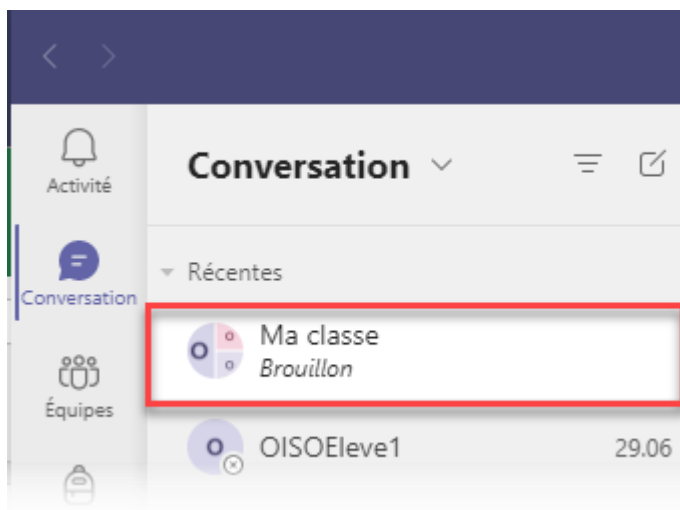 Activité
Conversation
Équipes
Conversation
Récentes
O O O
Ma classe
Brouillon
O
OISOEleve1
29.06